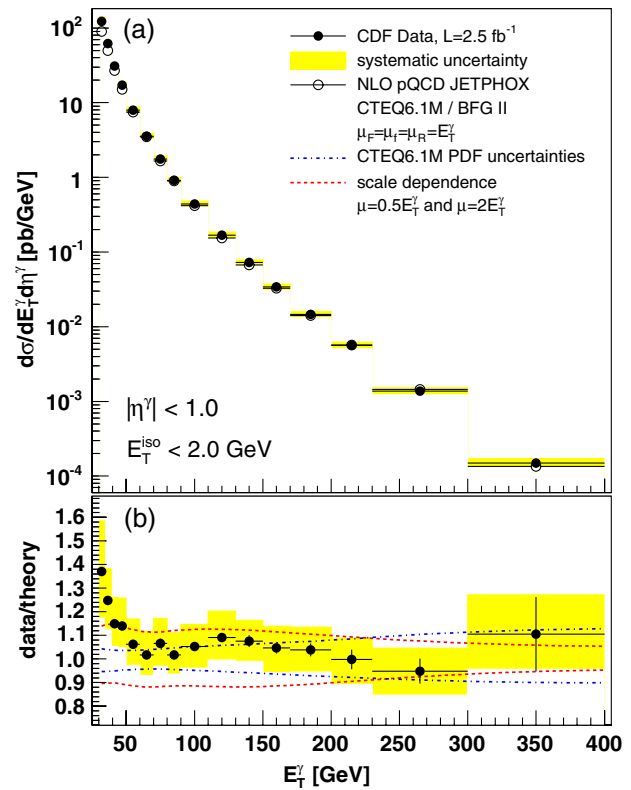 (a)
CDF Data, L=2.5 fb⁻¹
systematic uncertainty
NLO pQCD JETPHOX
CTEQ6.1M / BFG II
μ_F=μ_f=μ_R=E_T^γ
CTEQ6.1M PDF uncertainties
scale dependence
μ=0.5E_T^γ and μ=2E_T^γ
dσ/dE_T^γdη^γ [pb/GeV]
10²
10
1
10⁻¹
10⁻²
10⁻³
10⁻⁴
|η^γ| < 1.0
E_T^iso < 2.0 GeV
(b)
data/theory
1.6
1.5
1.4
1.3
1.2
1.1
1.0
0.9
0.8
50 100 150 200 250 300 350 400
E_T^γ [GeV]